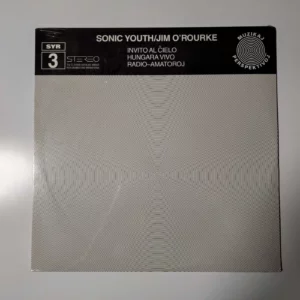 SONIC YOUTH/JIM O'ROURKE
SYR
3
STEREO
INVITO AL ĈIELO
HUNGARA VIVO
RADIO-AMATOROJ
MUZIKAJ
PERSPEKTIVOJ